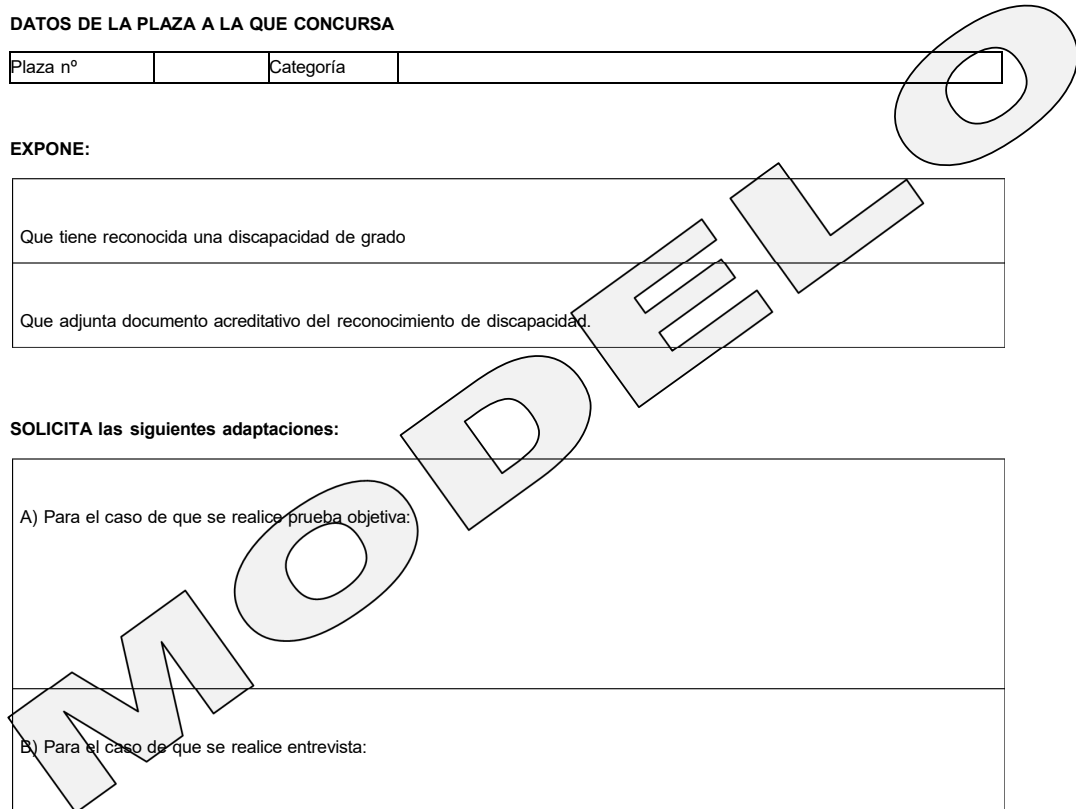 DATOS DE LA PLAZA A LA QUE CONCURSA
Plaza nº Categoría
EXPONE:
Que tiene reconocida una discapacidad de grado
Que adjunta documento acreditativo del reconocimiento de discapacidad.
SOLICITA las siguientes adaptaciones:
A) Para el caso de que se realice prueba objetiva:
B) Para el caso de que se realice entrevista:
MODELO